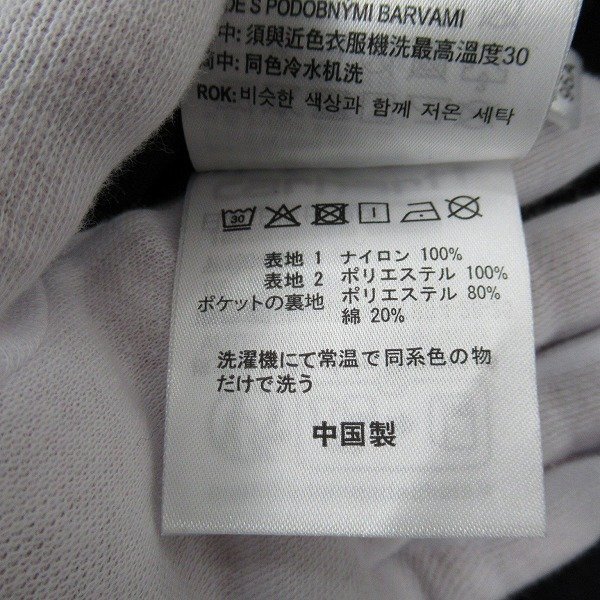 S PODOBNYMI BARVAMI
中: 須與近色衣服機洗最高溫度30
中: 同色冷水机洗
ROK: 비슷한 색상과 함께 저온 세탁
30
表地 1 ナイロン 100%
表地 2 ポリエステル 100%
ポケットの裏地 ポリエステル 80%
綿 20%
洗濯機にて常温で同系色の物
だけで洗う
中国製